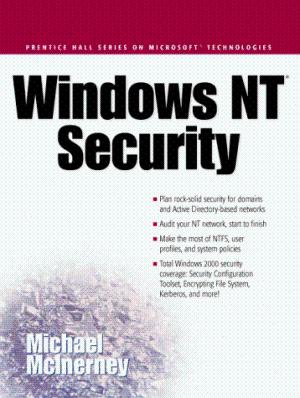 PRENTICE HALL SERIES ON MICROSOFT® TECHNOLOGIES
Windows NT®
Security
■ Plan rock-solid security for domains
and Active Directory-based networks
■ Audit your NT network, start to finish
■ Make the most of NTFS, user
profiles, and system policies
■ Total Windows 2000 security
coverage: Security Configuration
Toolset, Encrypting File System,
Kerberos, and more!
Michael
McInerney